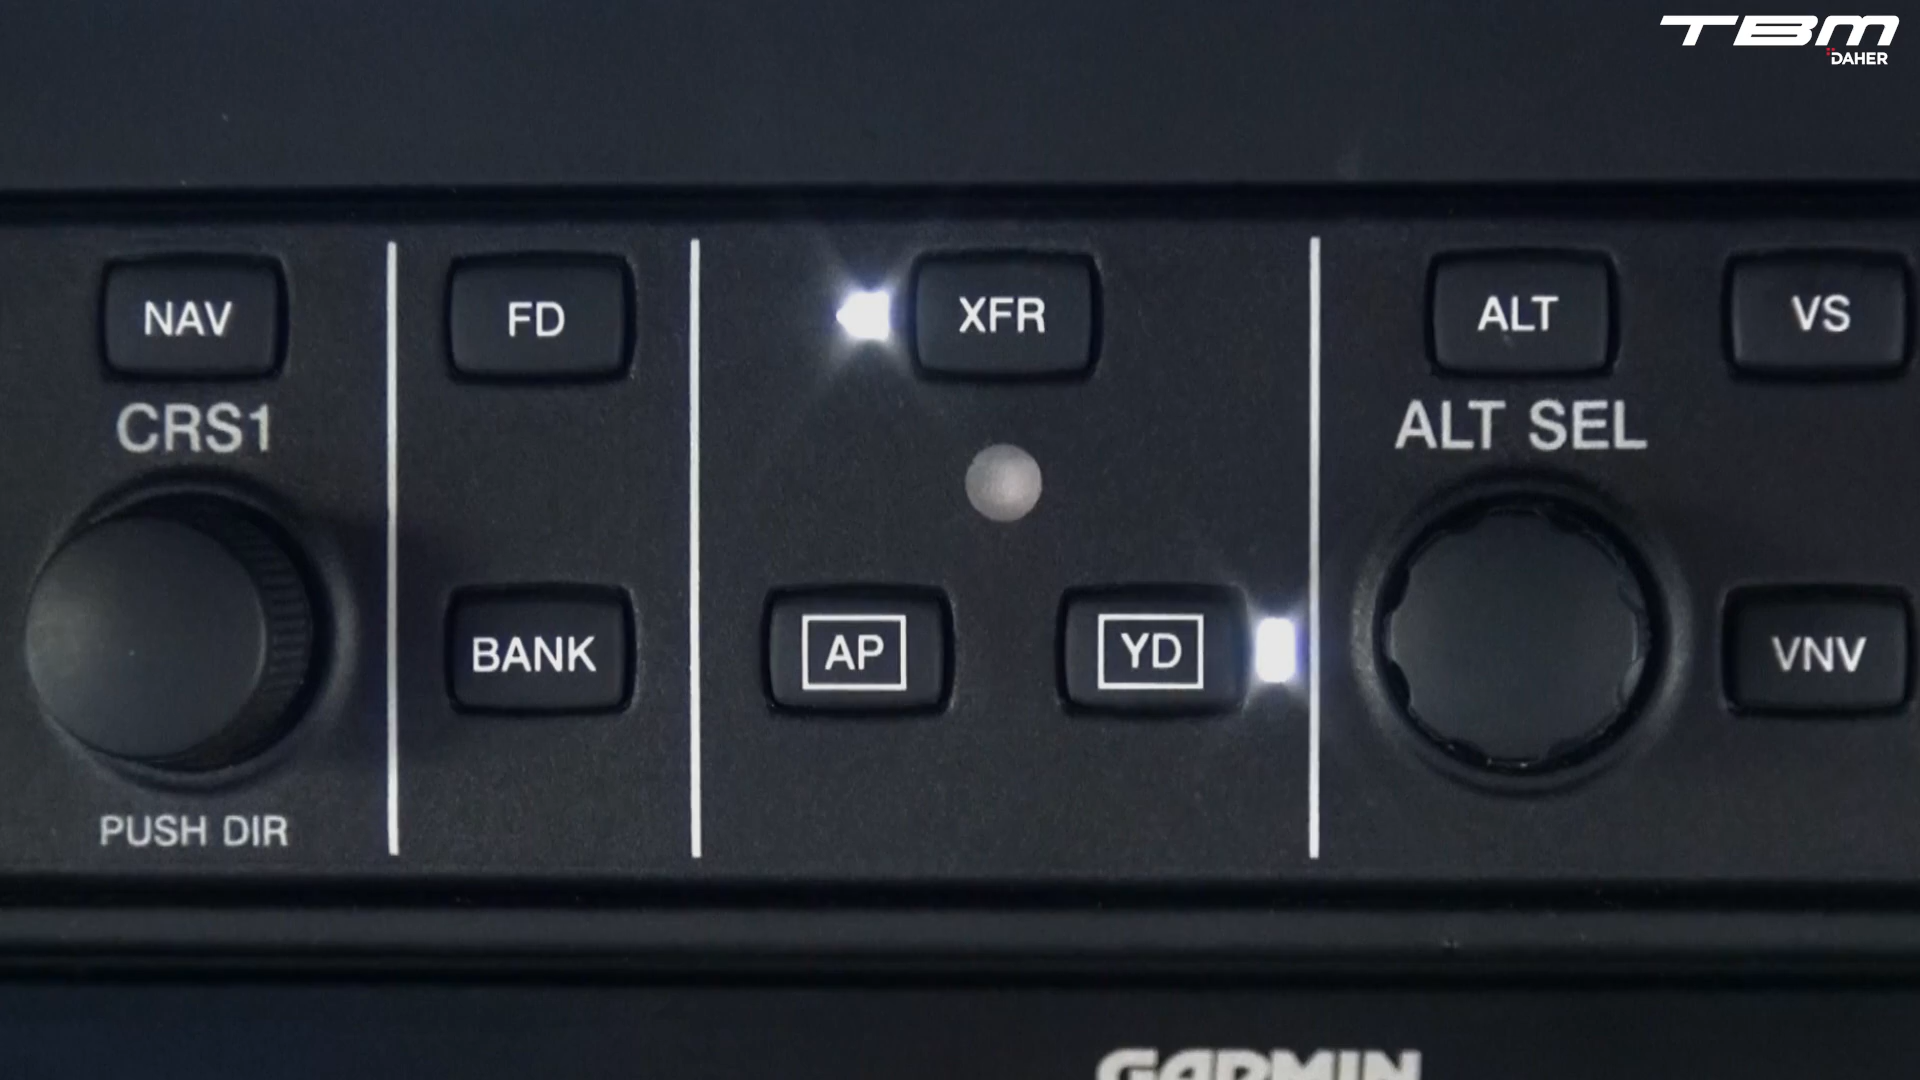 TBM
DAHER
NAV
FD
XFR
ALT
VS
CRS1
ALT SEL
BANK
AP
YD
VNV
PUSH DIR
GARMIN